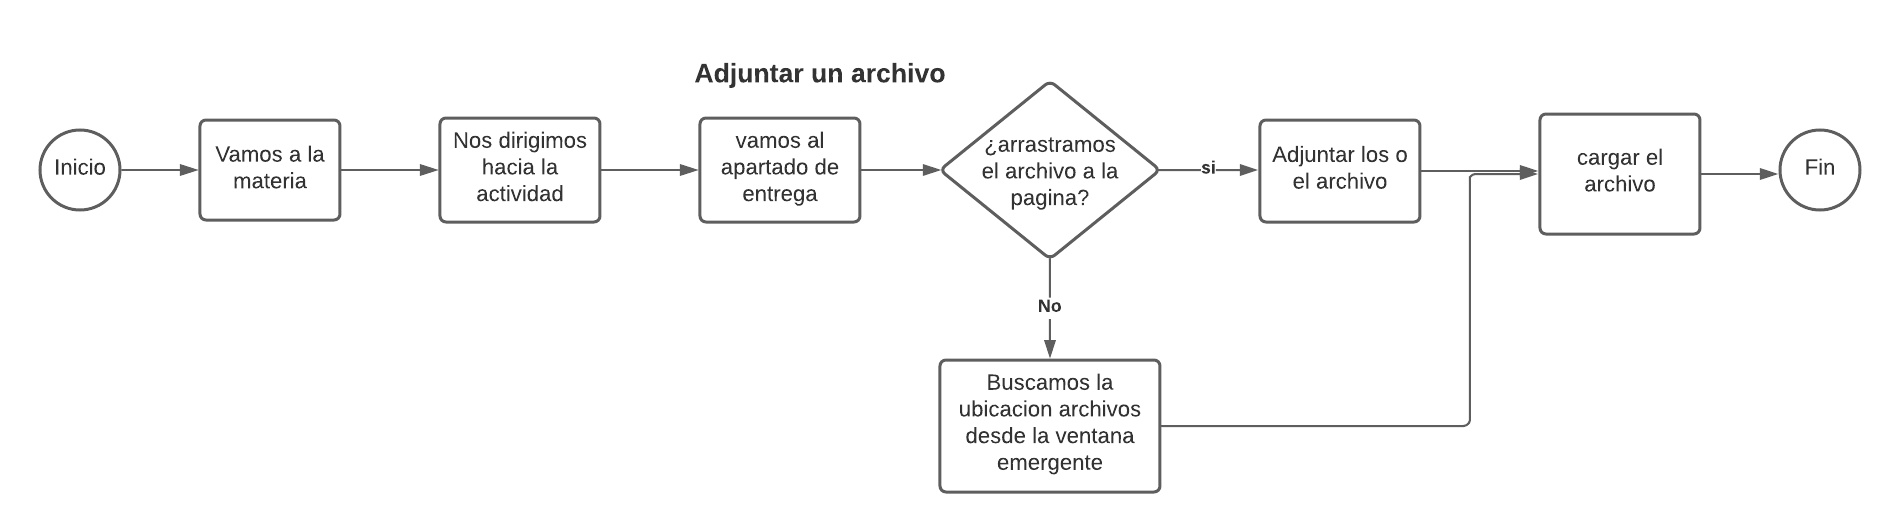 Adjuntar un archivo
Inicio
Vamos a la
materia
Nos dirigimos
hacia la
actividad
vamos al
apartado de
entrega
¿arrastramos
el archivo a la
pagina?
si
Adjuntar los o
el archivo
cargar el
archivo
Fin
No
Buscamos la
ubicacion archivos
desde la ventana
emergente